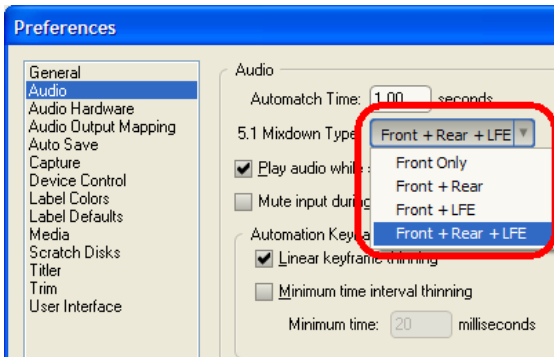 Preferences
General
Audio
Audio Hardware
Audio Output Mapping
Auto Save
Capture
Device Control
Label Colors
Label Defaults
Media
Scratch Disks
Titler
Trim
User Interface
Audio
Automatch Time: 1.00 seconds
5.1 Mixdown Type Front + Rear + LFE
Front Only
Front + Rear
Front + LFE
Front + Rear + LFE
Play audio while
Mute input during
Automation
Linear keyframe thinning
Minimum time interval thinning
Minimum time: 20 milliseconds